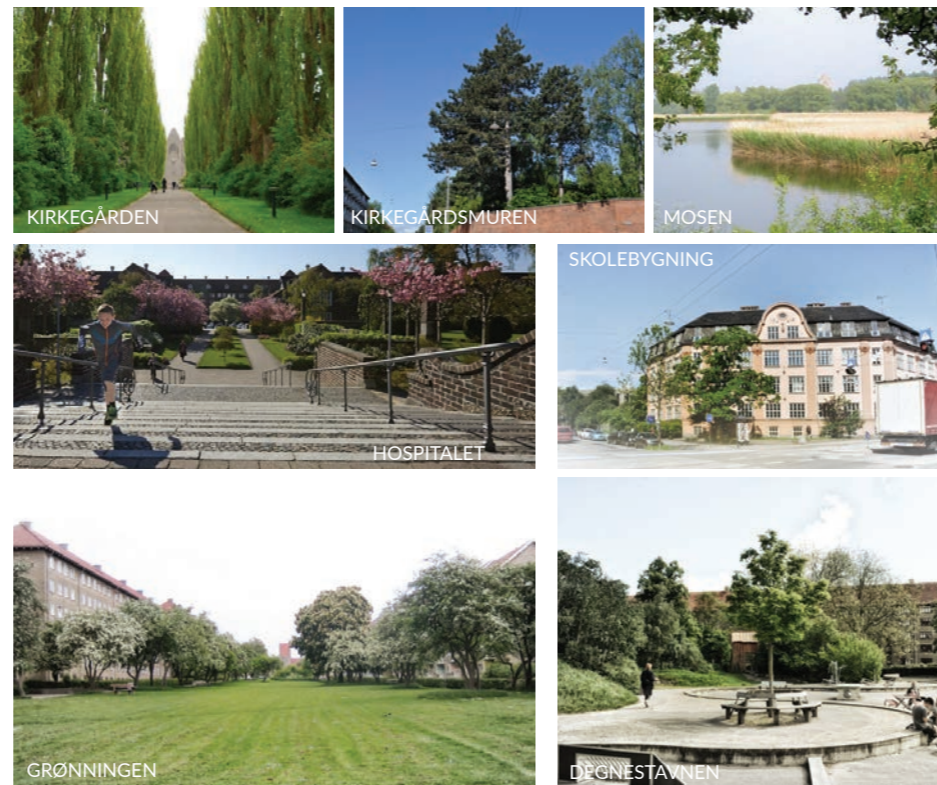 KIRKEGÅRDEN
KIRKEGÅRDSMUREN
MOSEN
HOSPITALET
SKOLEBYGNING
GRØNNINGEN
DEGNESTAVNEN